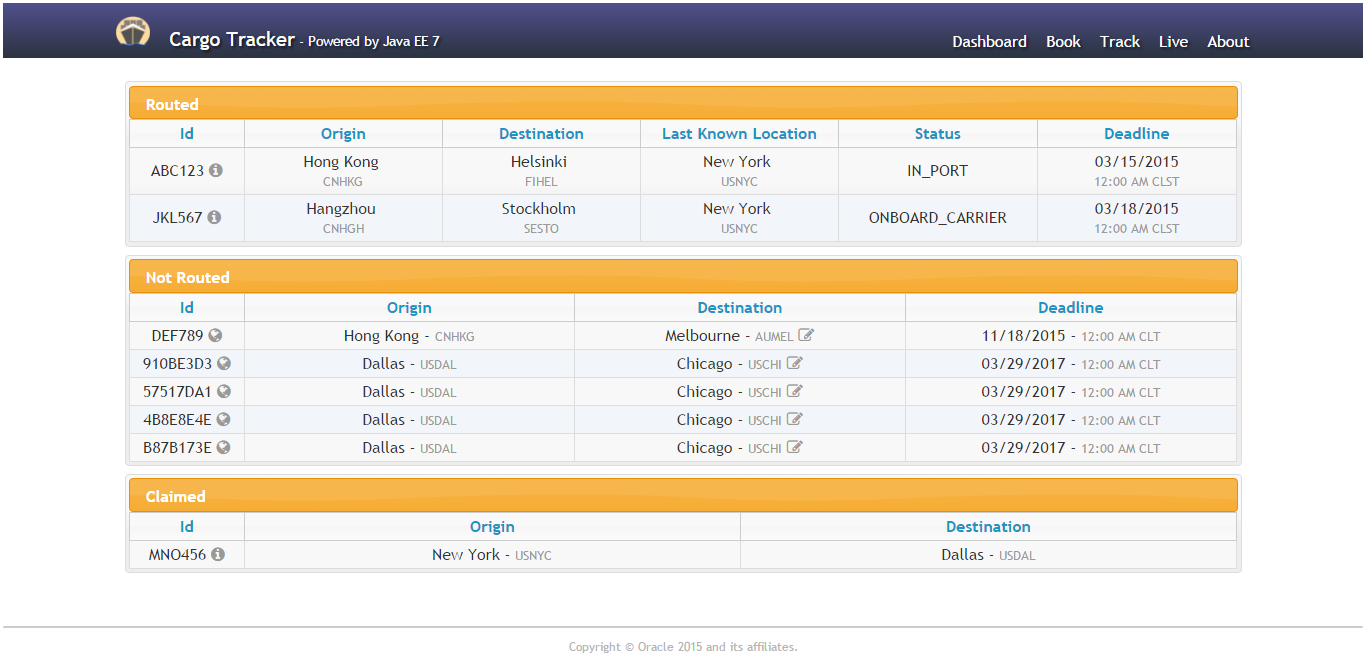 Cargo Tracker - Powered by Java EE 7
Dashboard Book Track Live About
Routed
Id Origin Destination Last Known Location Status Deadline
ABC123 Hong Kong CNHKG Helsinki FIHEL New York USNYC IN_PORT 03/15/2015 12:00 AM CLST
JKL567 Hangzhou CNHGH Stockholm SESTO New York USNYC ONBOARD_CARRIER 03/18/2015 12:00 AM CLST
Not Routed
Id Origin Destination Deadline
DEF789 Hong Kong - CNHKG Melbourne - AUMEL 11/18/2015 - 12:00 AM CLT
910BE3D3 Dallas - USDAL Chicago - USCHI 03/29/2017 - 12:00 AM CLT
57517DA1 Dallas - USDAL Chicago - USCHI 03/29/2017 - 12:00 AM CLT
4B8E8E4E Dallas - USDAL Chicago - USCHI 03/29/2017 - 12:00 AM CLT
B87B173E Dallas - USDAL Chicago - USCHI 03/29/2017 - 12:00 AM CLT
Claimed
Id Origin Destination
MNO456 New York - USNYC Dallas - USDAL
Copyright © Oracle 2015 and its affiliates.